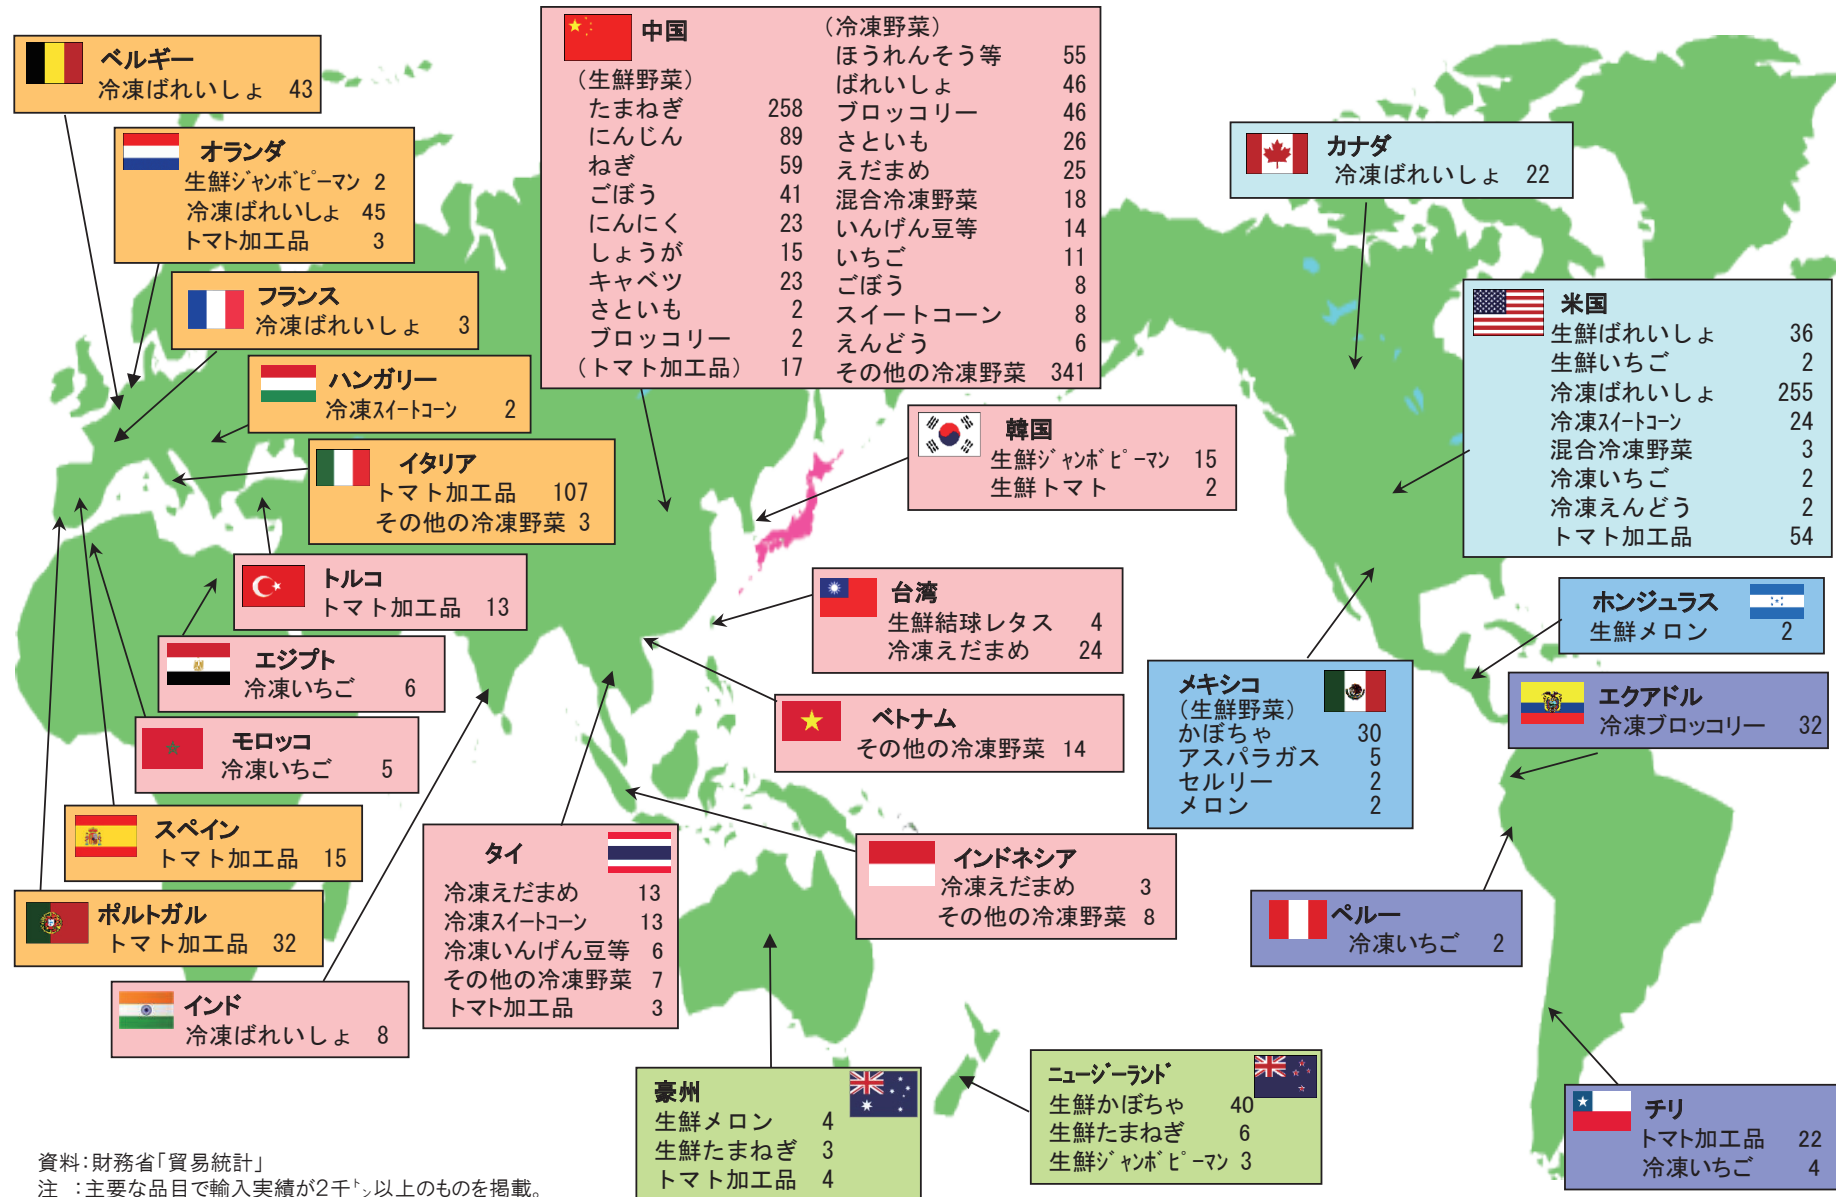 ベルギー
冷凍ばれいしょ 43
オランダ
生鮮ジャンボピーマン 2
冷凍ばれいしょ 45
トマト加工品 3
フランス
冷凍ばれいしょ 3
ハンガリー
冷凍スイートコーン 2
イタリア
トマト加工品 107
その他の冷凍野菜 3
トルコ
トマト加工品 13
エジプト
冷凍いちご 6
モロッコ
冷凍いちご 5
スペイン
トマト加工品 15
ポルトガル
トマト加工品 32
インド
冷凍ばれいしょ 8
中国
(生鮮野菜)
たまねぎ 258
にんじん 89
ねぎ 59
ごぼう 41
にんにく 23
しょうが 15
キャベツ 23
さといも 2
ブロッコリー 2
(トマト加工品) 17
(冷凍野菜)
ほうれんそう等 55
ばれいしょ 46
ブロッコリー 46
さといも 26
えだまめ 25
混合冷凍野菜 18
いんげん豆等 14
いちご 11
ごぼう 8
スイートコーン 8
えんどう 6
その他の冷凍野菜 341
韓国
生鮮ジャンボピーマン 15
生鮮トマト 2
台湾
生鮮結球レタス 4
冷凍えだまめ 24
ベトナム
その他の冷凍野菜 14
タイ
冷凍えだまめ 13
冷凍スイートコーン 13
冷凍いんげん豆等 6
その他の冷凍野菜 7
トマト加工品 3
インドネシア
冷凍えだまめ 3
その他の冷凍野菜 8
豪州
生鮮メロン 4
生鮮たまねぎ 3
トマト加工品 4
ニュージーランド
生鮮かぼちゃ 40
生鮮たまねぎ 6
生鮮ジャンボピーマン 3
カナダ
冷凍ばれいしょ 22
米国
生鮮ばれいしょ 36
生鮮いちご 2
冷凍ばれいしょ 255
冷凍スイートコーン 24
混合冷凍野菜 3
冷凍いちご 2
冷凍えんどう 2
トマト加工品 54
ホンジュラス
生鮮メロン 2
メキシコ
(生鮮野菜)
かぼちゃ 30
アスパラガス 5
セルリー 2
メロン 2
エクアドル
冷凍ブロッコリー 32
ペルー
冷凍いちご 2
チリ
トマト加工品 22
冷凍いちご 4
資料:財務省「貿易統計」
注 :主要な品目で輸入実績が2千㌧以上のものを掲載。